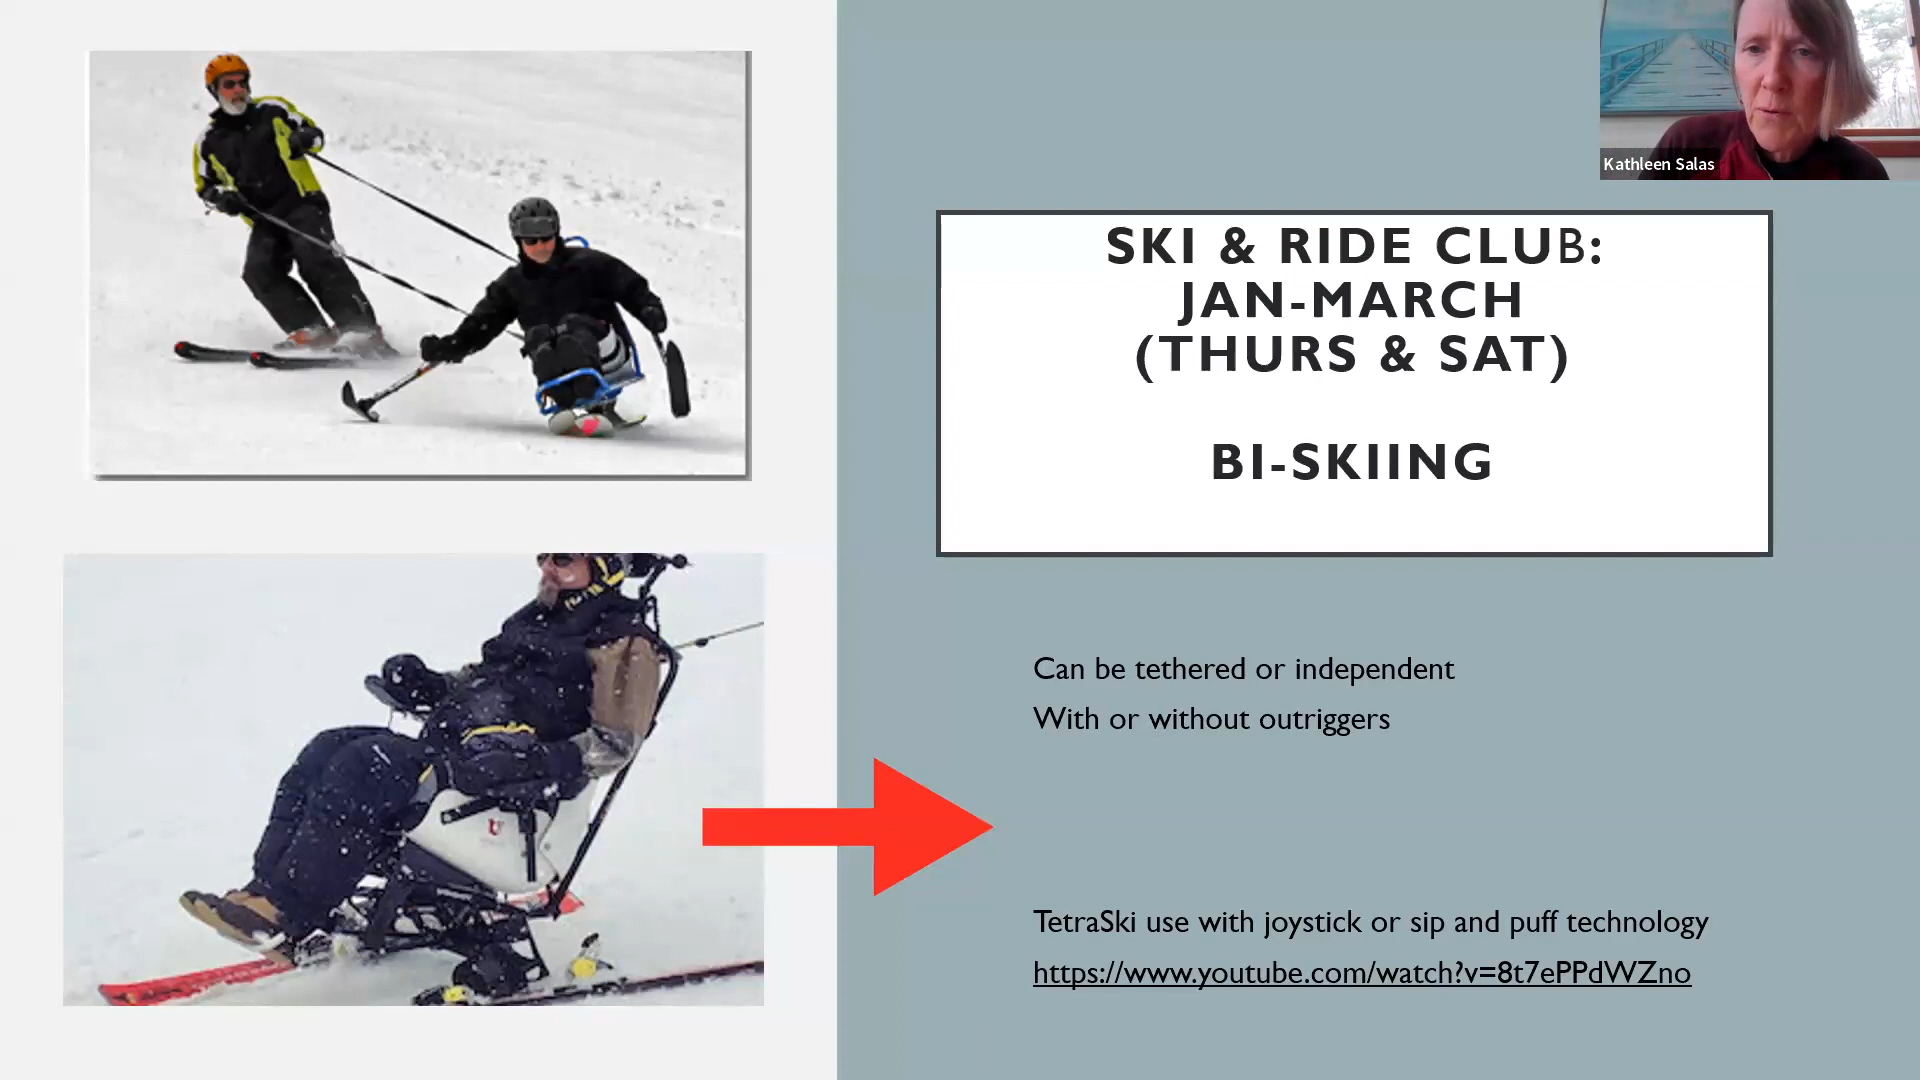 Kathleen Salas
SKI & RIDE CLUB:
JAN-MARCH
(THURS & SAT)
BI-SKIING
Can be tethered or independent
With or without outriggers
TetraSki use with joystick or sip and puff technology
https://www.youtube.com/watch?v=8t7ePPdWZno